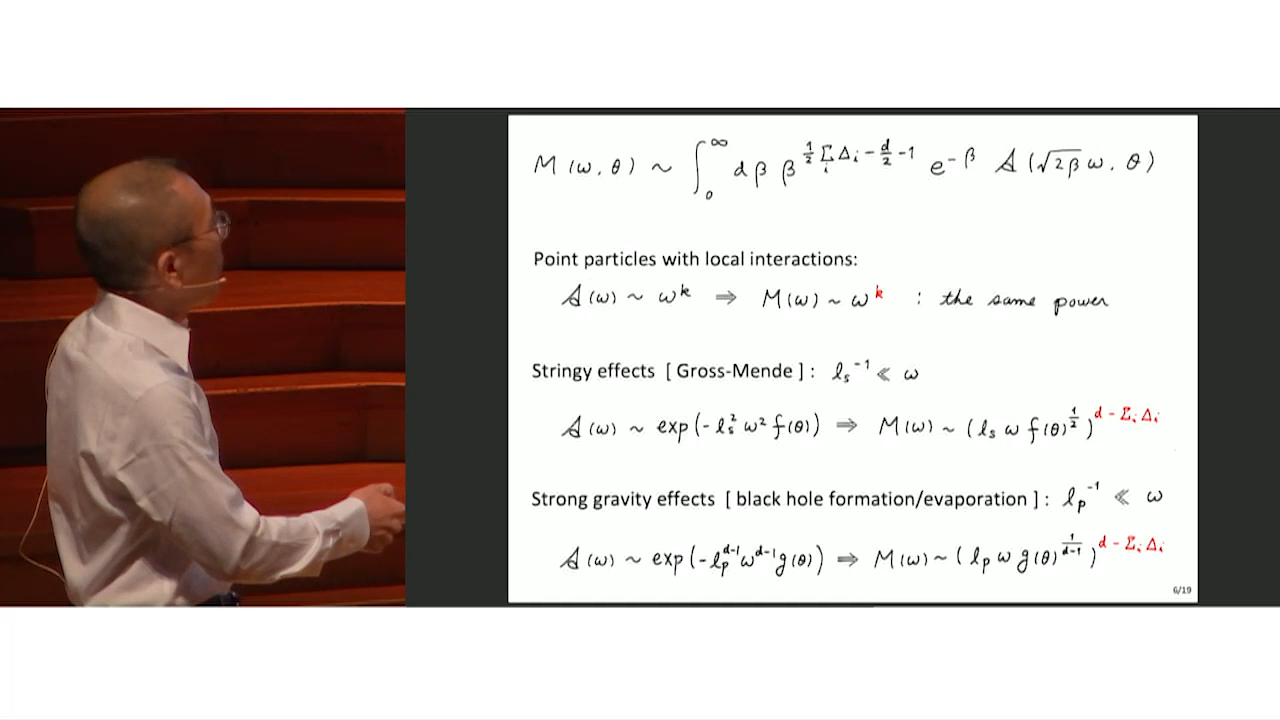 M(ω,θ) ~ ∫₀^∞ dβ β^{½ Σᵢ Δᵢ - d/2 - 1} e^{-β} A(√2β ω, θ)
Point particles with local interactions:
A(ω) ~ ω^k ⇒ M(ω) ~ ω^k : the same power
Stringy effects [ Gross-Mende ] : l_s^{-1} ≪ ω
A(ω) ~ exp(-l_s² ω² f(θ)) ⇒ M(ω) ~ (l_s ω f(θ)^{1/2})^{d - Σᵢ Δᵢ}
Strong gravity effects [ black hole formation/evaporation ] : l_p^{-1} ≪ ω
A(ω) ~ exp(-l_p^{d-1} ω^{d-1} g(θ)) ⇒ M(ω) ~ (l_p ω g(θ)^{1/(d-1)})^{d - Σᵢ Δᵢ}
6/19